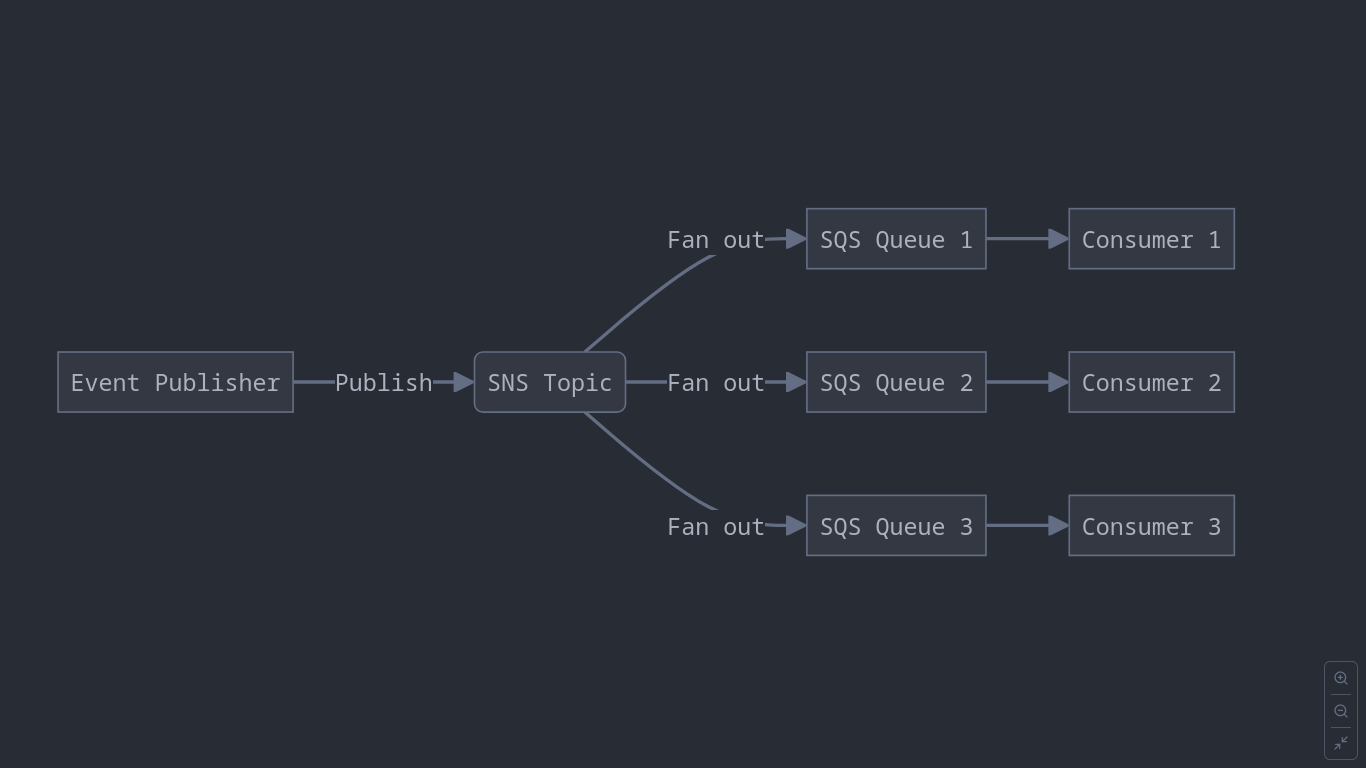 Fan out
SQS Queue 1
Consumer 1
Event Publisher
Publish
SNS Topic
Fan out
SQS Queue 2
Consumer 2
Fan out
SQS Queue 3
Consumer 3